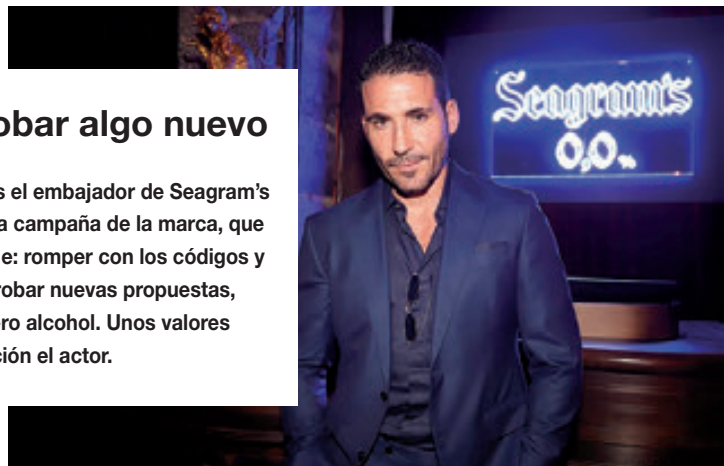 obar algo nuevo
s el embajador de Seagram's
a campaña de la marca, que
e: romper con los códigos y
robar nuevas propuestas,
ro alcohol. Unos valores
ción el actor.
Seagram's
0,0%